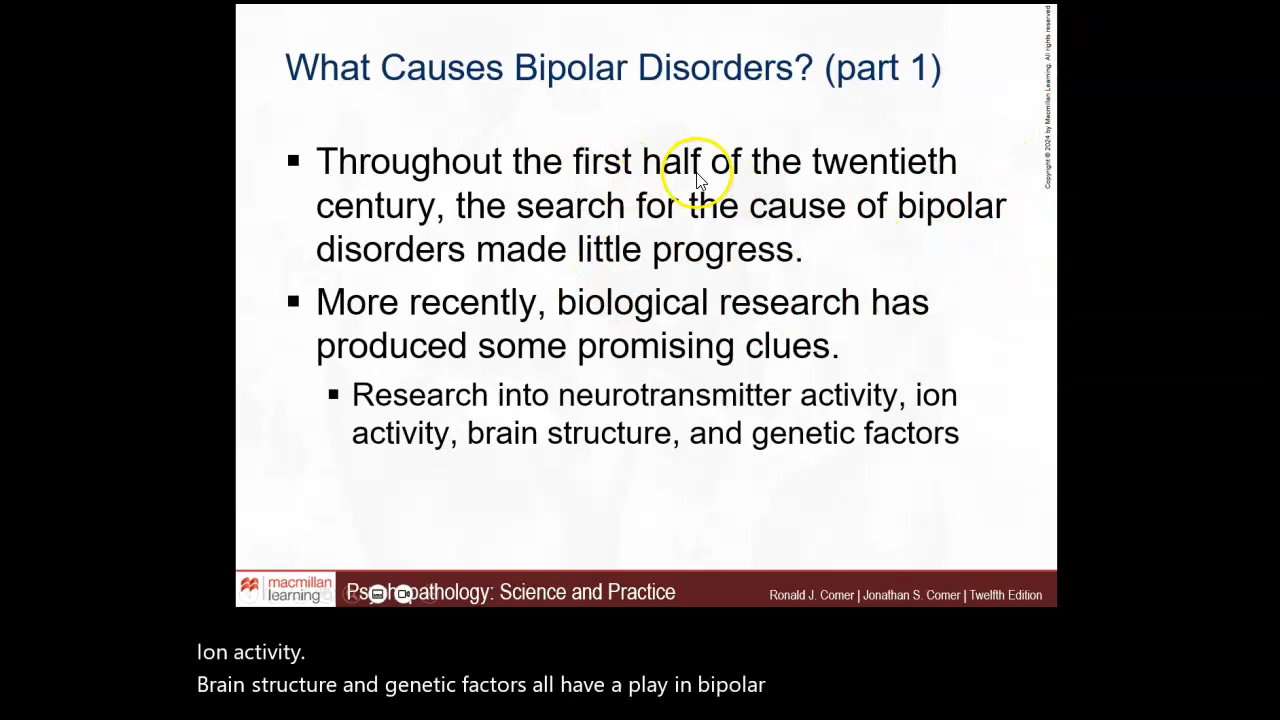 What Causes Bipolar Disorders? (part 1)
Copyright © 2024 by Macmillan Learning. All rights reserved
▪ Throughout the first half of the twentieth
century, the search for the cause of bipolar
disorders made little progress.
▪ More recently, biological research has
produced some promising clues.
▪ Research into neurotransmitter activity, ion
activity, brain structure, and genetic factors
macmillan
learning
Psychopathology: Science and Practice
Ronald J. Comer | Jonathan S. Comer | Twelfth Edition
Ion activity.
Brain structure and genetic factors all have a play in bipolar